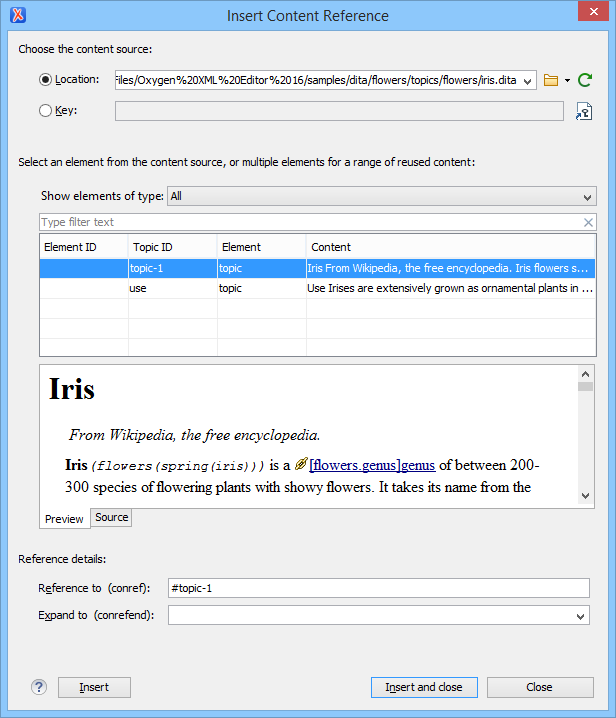 Insert Content Reference
Choose the content source:
Location: Files/Oxygen%20XML%20Editor%2016/samples/dita/flowers/topics/flowers/iris.dita
Key:
Select an element from the content source, or multiple elements for a range of reused content:
Show elements of type: All
Type filter text
Element ID Topic ID Element Content
topic-1 topic Iris From Wikipedia, the free encyclopedia. Iris flowers s...
use topic Use Irises are extensively grown as ornamental plants in ...
Iris
From Wikipedia, the free encyclopedia.
Iris (flowers(spring(iris))) is a [flowers.genus]genus of between 200-
300 species of flowering plants with showy flowers. It takes its name from the
Preview Source
Reference details:
Reference to (conref): #topic-1
Expand to (conrefend):
? Insert Insert and close Close